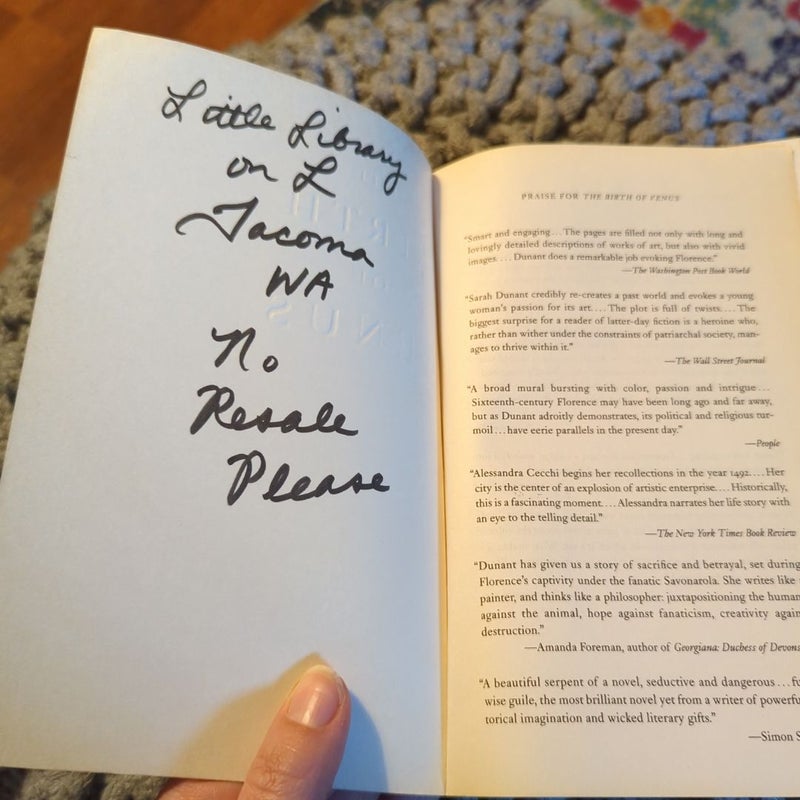 Little Library
on L
Tacoma
WA
No
Resale
Please
PRAISE FOR THE BIRTH OF VENUS
"Smart and engaging... The pages are filled not only with long and
lovingly detailed descriptions of works of art, but also with vivid
images.... Dunant does a remarkable job evoking Florence."
—The Washington Post Book World
"Sarah Dunant credibly re-creates a past world and evokes a young
woman's passion for its art.... The plot is full of twists.... The
biggest surprise for a reader of latter-day fiction is a heroine who,
rather than wither under the constraints of patriarchal society, man-
ages to thrive within it."
—The Wall Street Journal
"A broad mural bursting with color, passion and intrigue...
Sixteenth-century Florence may have been long ago and far away,
but as Dunant adroitly demonstrates, its political and religious tur-
moil...have eerie parallels in the present day."
—People
"Alessandra Cecchi begins her recollections in the year 1492.... Her
city is the center of an explosion of artistic enterprise.... Historically,
this is a fascinating moment.... Alessandra narrates her life story with
an eye to the telling detail."
—The New York Times Book Review
"Dunant has given us a story of sacrifice and betrayal, set during
Florence's captivity under the fanatic Savonarola. She writes like
painter, and thinks like a philosopher: juxtapositioning the human
against the animal, hope against fanaticism, creativity again
destruction."
—Amanda Foreman, author of Georgiana: Duchess of Devons
"A beautiful serpent of a novel, seductive and dangerous...fu
wise guile, the most brilliant novel yet from a writer of powerfu
torical imagination and wicked literary gifts."
—Simon S